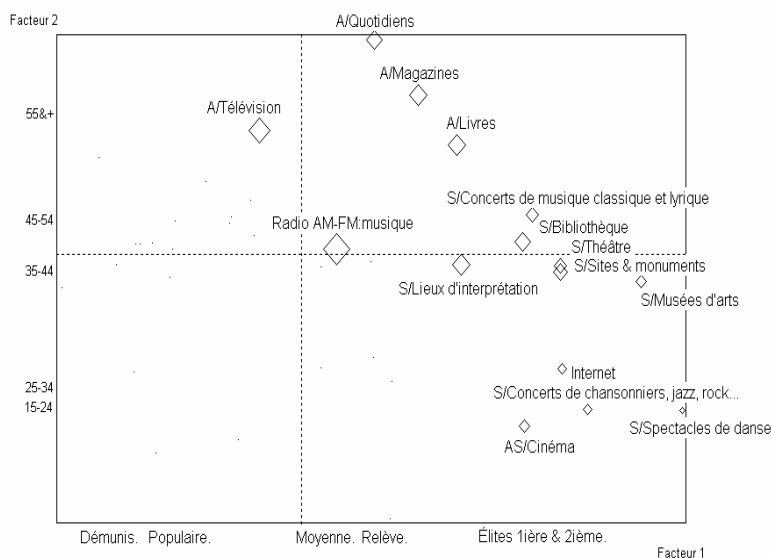 Facteur 2
A/Quotidiens
A/Magazines
A/Télévision
55&+
A/Livres
S/Concerts de musique classique et lyrique
45-54
Radio AM-FM:musique
S/Bibliothèque
S/Théâtre
35-44
S/Sites & monuments
S/Lieux d'interprétation
S/Musées d'arts
Internet
25-34
S/Concerts de chansonniers, jazz, rock...
15-24
S/Spectacles de danse
AS/Cinéma
Démunis. Populaire. Moyenne. Relève. Élites 1ière & 2ième.
Facteur 1